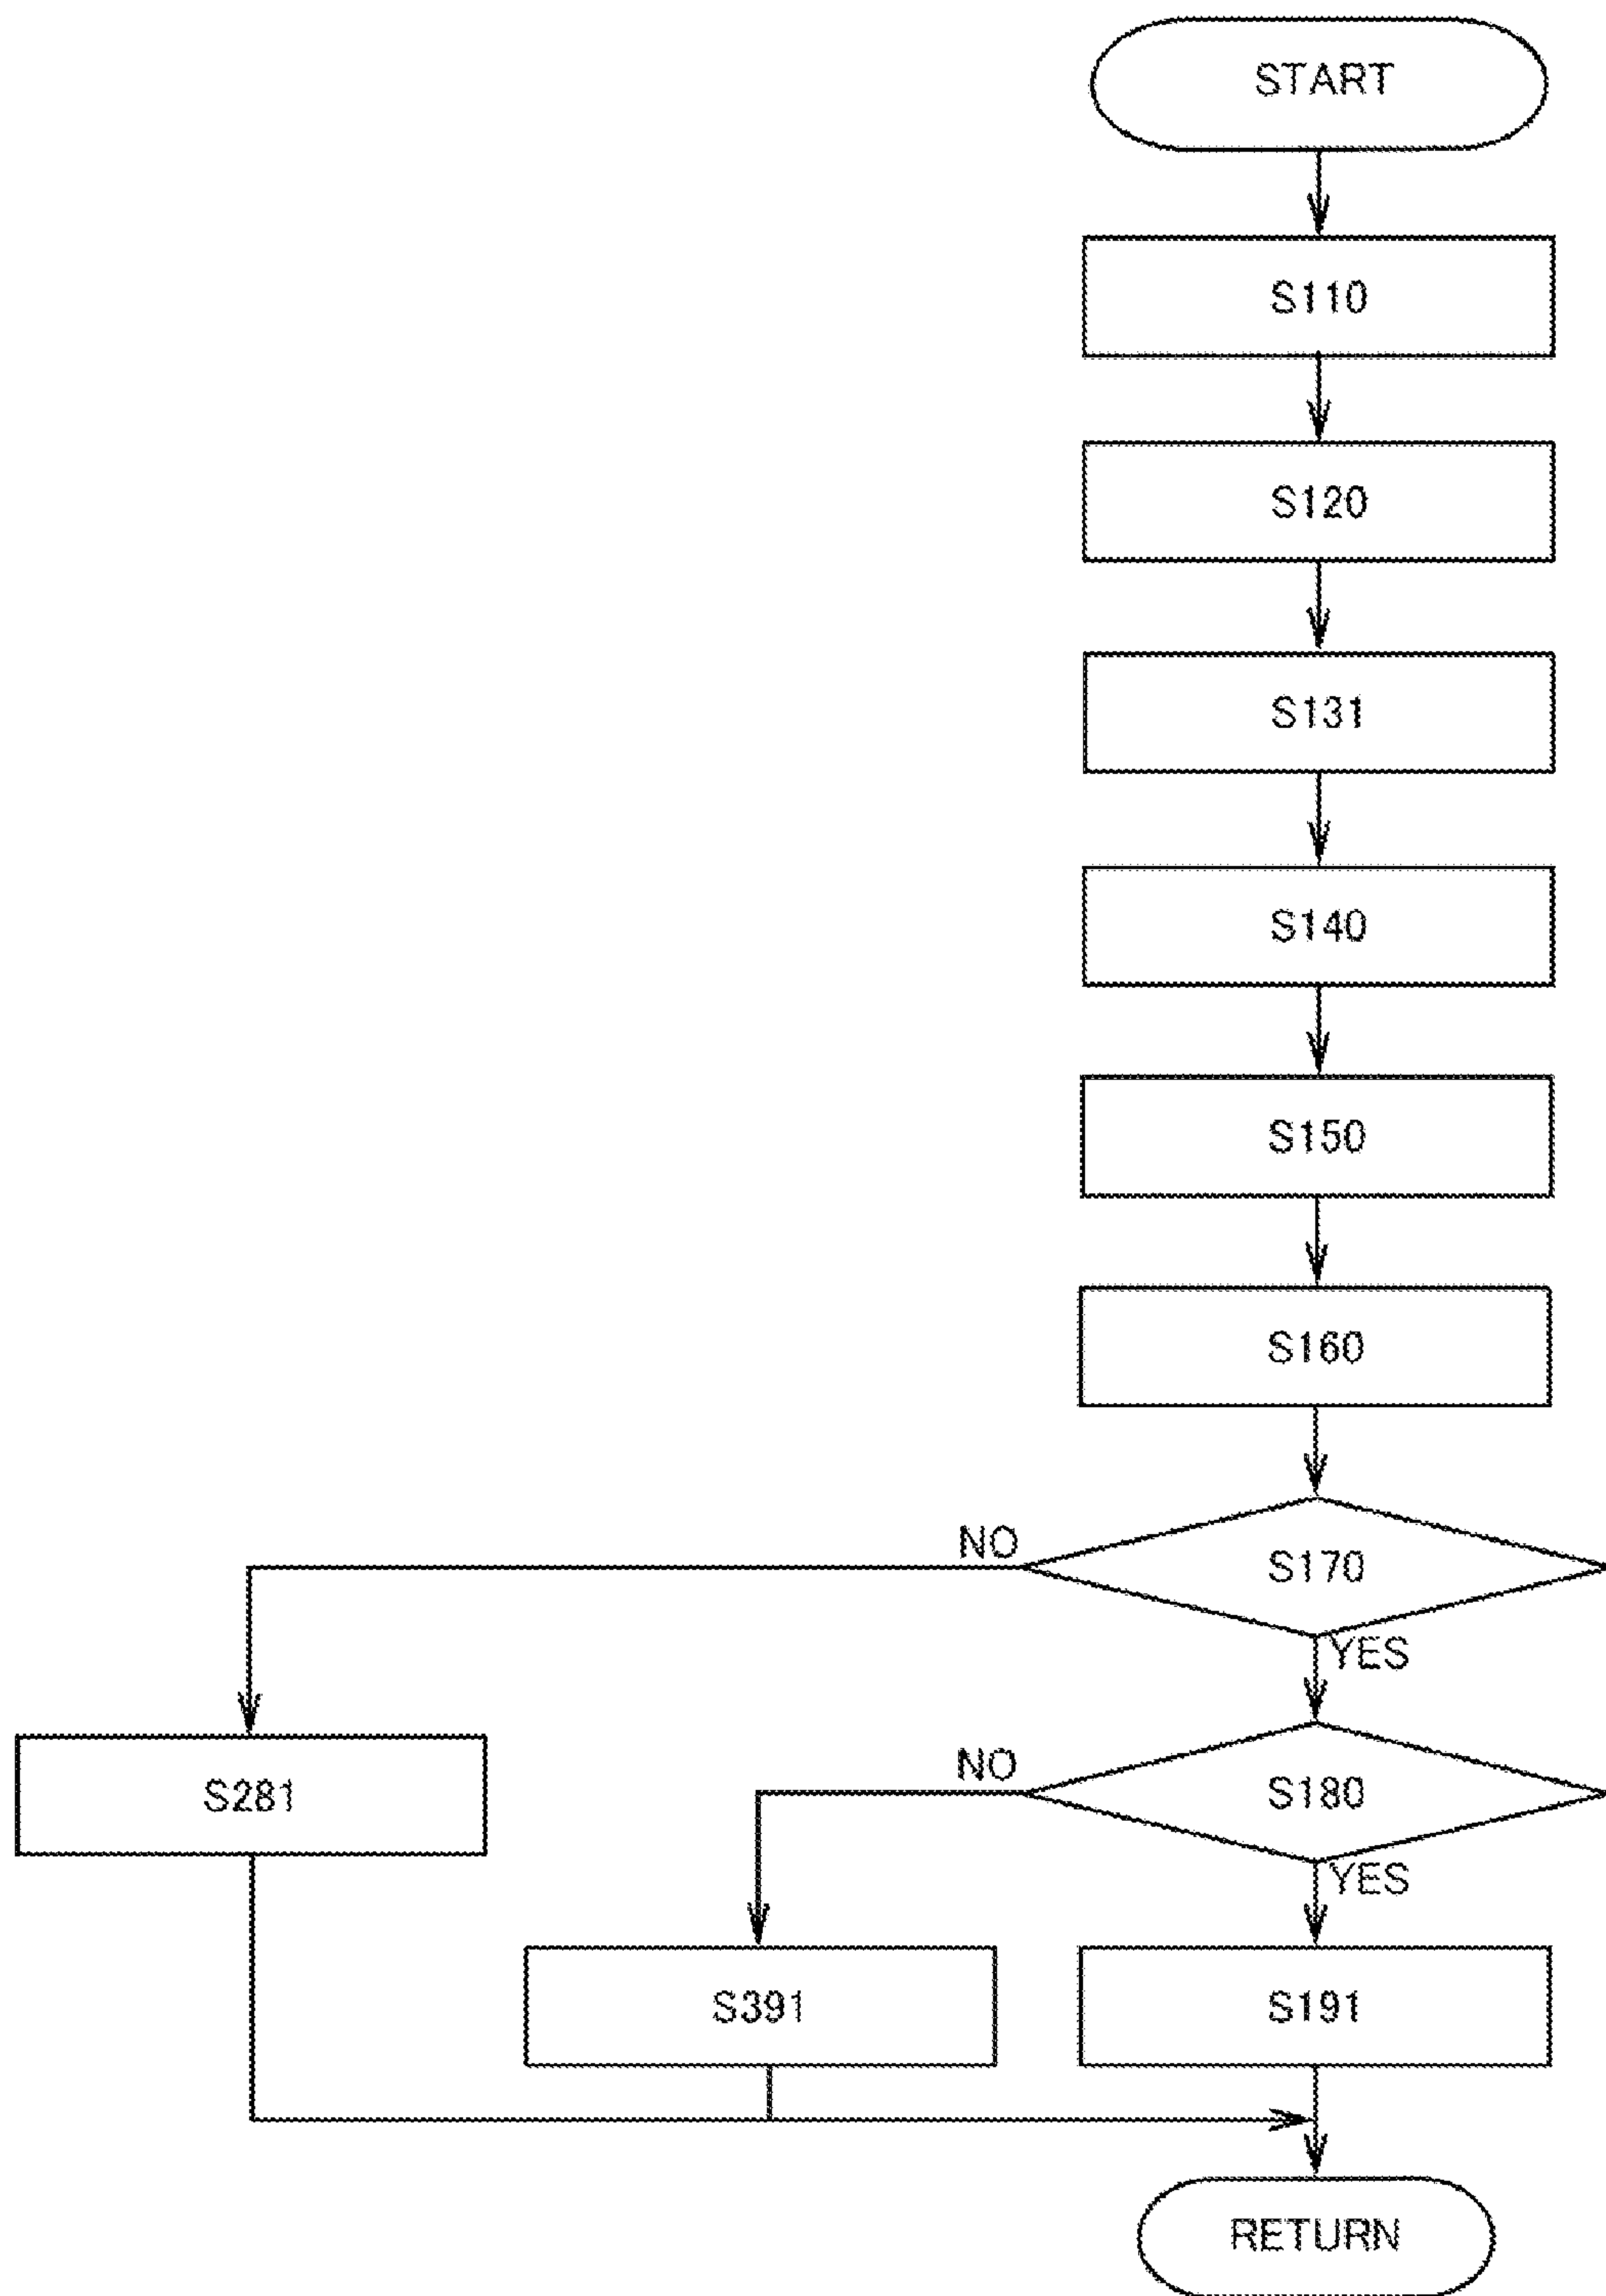 START
S110
S120
S131
S140
S150
S160
NO
S170
YES
S281
NO
S180
YES
S391
S191
RETURN